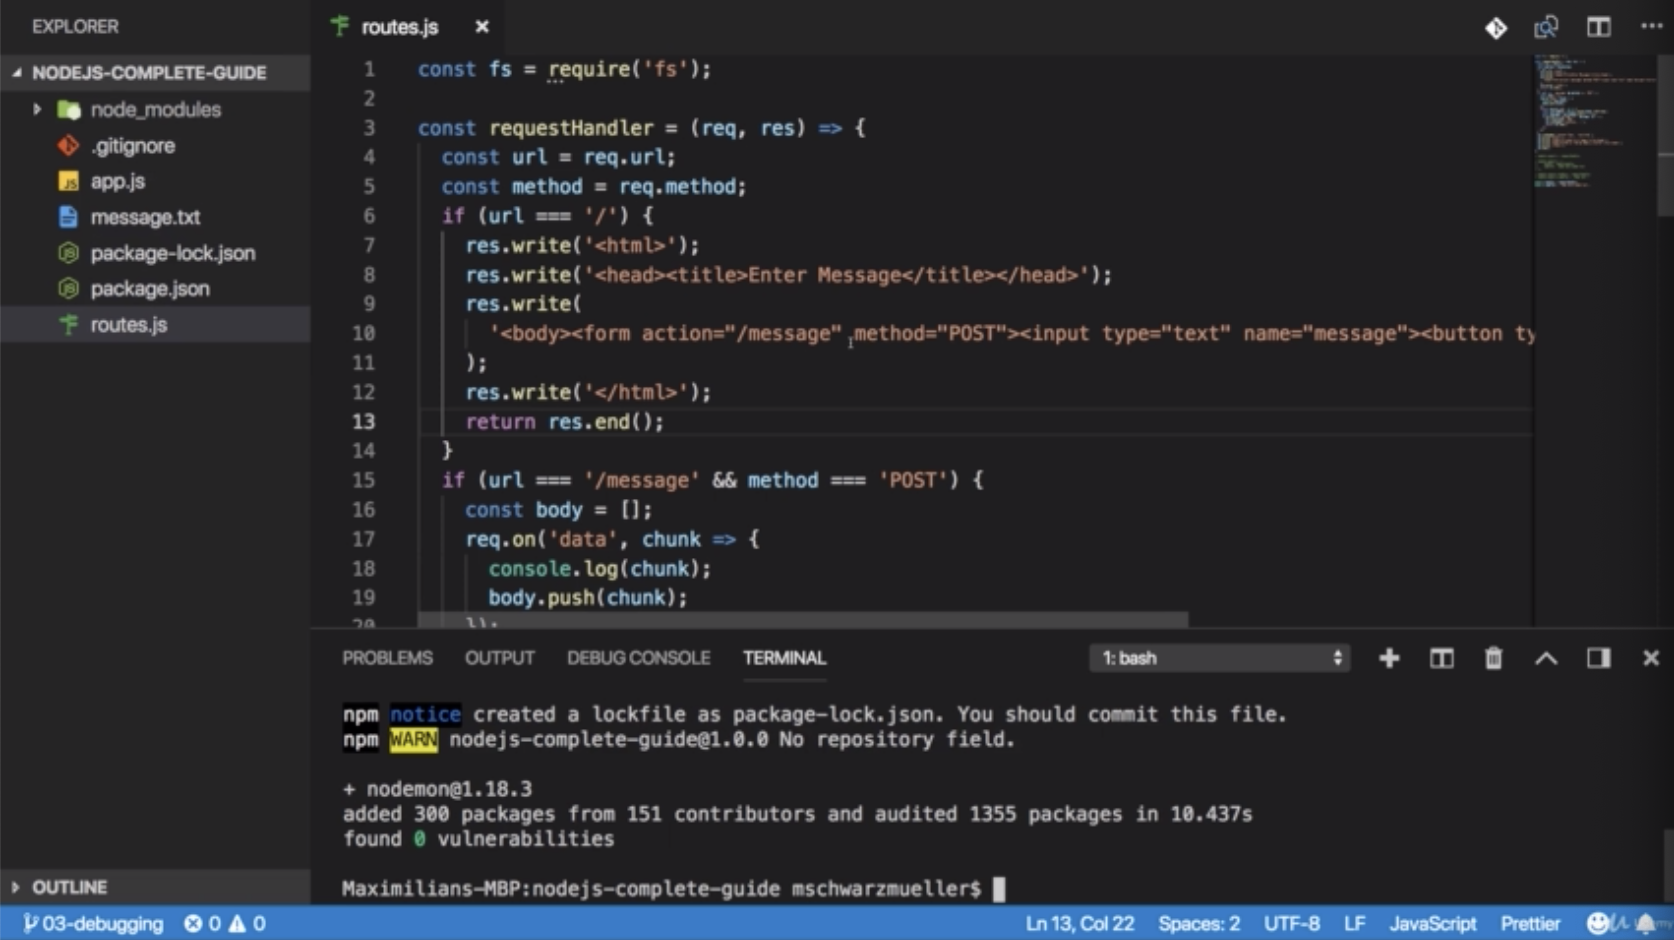 EXPLORER
NODEJS-COMPLETE-GUIDE
node_modules
.gitignore
app.js
message.txt
package-lock.json
package.json
routes.js
OUTLINE
routes.js
1 const fs = require('fs');
2
3 const requestHandler = (req, res) => {
4 const url = req.url;
5 const method = req.method;
6 if (url === '/') {
7 res.write('<html>');
8 res.write('<head><title>Enter Message</title></head>');
9 res.write(
10 '<body><form action="/message" method="POST"><input type="text" name="message"><button ty
11 );
12 res.write('</html>');
13 return res.end();
14 }
15 if (url === '/message' && method === 'POST') {
16 const body = [];
17 req.on('data', chunk => {
18 console.log(chunk);
19 body.push(chunk);
20 });
PROBLEMS OUTPUT DEBUG CONSOLE TERMINAL 1: bash
npm notice created a lockfile as package-lock.json. You should commit this file.
npm WARN nodejs-complete-guide@1.0.0 No repository field.
+ nodemon@1.18.3
added 300 packages from 151 contributors and audited 1355 packages in 10.437s
found 0 vulnerabilities
Maximilians-MBP:nodejs-complete-guide mschwarzmueller$
03-debugging 0 0 Ln 13, Col 22 Spaces: 2 UTF-8 LF JavaScript Prettier